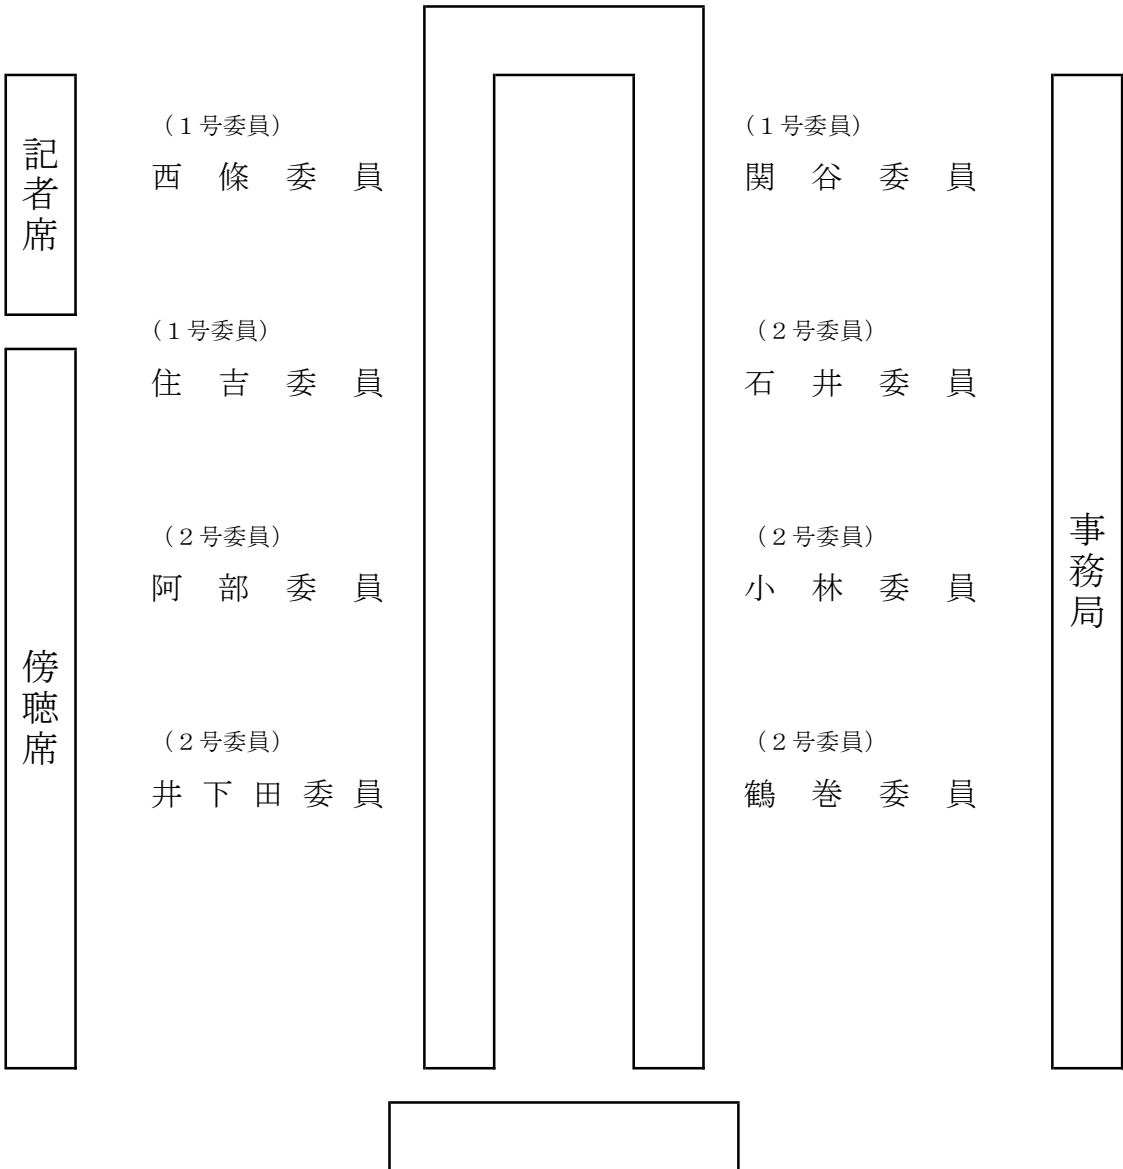 記者席
傍聴席
（１号委員）
西條委員
（１号委員）
住吉委員
（２号委員）
阿部委員
（２号委員）
井下田委員
（１号委員）
関谷委員
（２号委員）
石井委員
（２号委員）
小林委員
（２号委員）
鶴巻委員
事務局